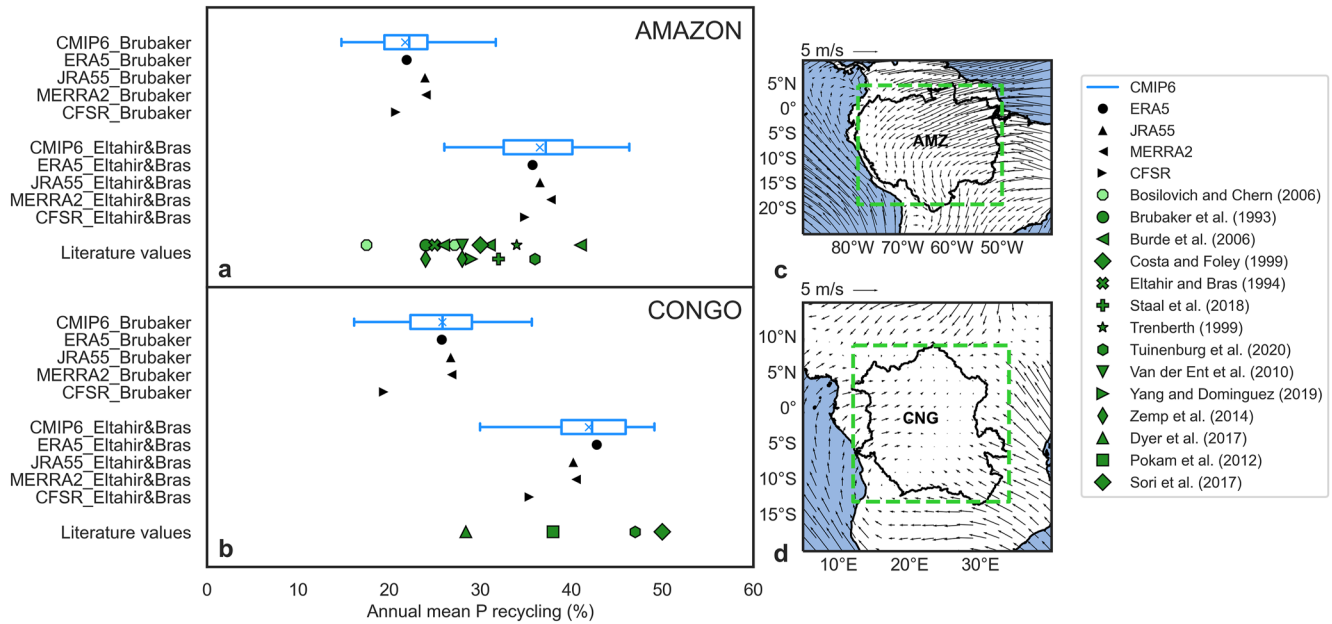 AMAZON
CMIP6_Brubaker
ERA5_Brubaker
JRA55_Brubaker
MERRA2_Brubaker
CFSR_Brubaker
CMIP6_Eltahir&Bras
ERA5_Eltahir&Bras
JRA55_Eltahir&Bras
MERRA2_Eltahir&Bras
CFSR_Eltahir&Bras
Literature values
a
CONGO
CMIP6_Brubaker
ERA5_Brubaker
JRA55_Brubaker
MERRA2_Brubaker
CFSR_Brubaker
CMIP6_Eltahir&Bras
ERA5_Eltahir&Bras
JRA55_Eltahir&Bras
MERRA2_Eltahir&Bras
CFSR_Eltahir&Bras
Literature values
b
0 10 20 30 40 50 60
Annual mean P recycling (%)
5 m/s
5°N
0°
5°S
10°S
15°S
20°S
AMZ
80°W 70°W 60°W 50°W
c
5 m/s
10°N
5°N
0°
5°S
10°S
15°S
CNG
d
10°E 20°E 30°E
CMIP6
ERA5
JRA55
MERRA2
CFSR
Bosilovich and Chern (2006)
Brubaker et al. (1993)
Burde et al. (2006)
Costa and Foley (1999)
Eltahir and Bras (1994)
Staal et al. (2018)
Trenberth (1999)
Tuinenburg et al. (2020)
Van der Ent et al. (2010)
Yang and Dominguez (2019)
Zemp et al. (2014)
Dyer et al. (2017)
Pokam et al. (2012)
Sori et al. (2017)